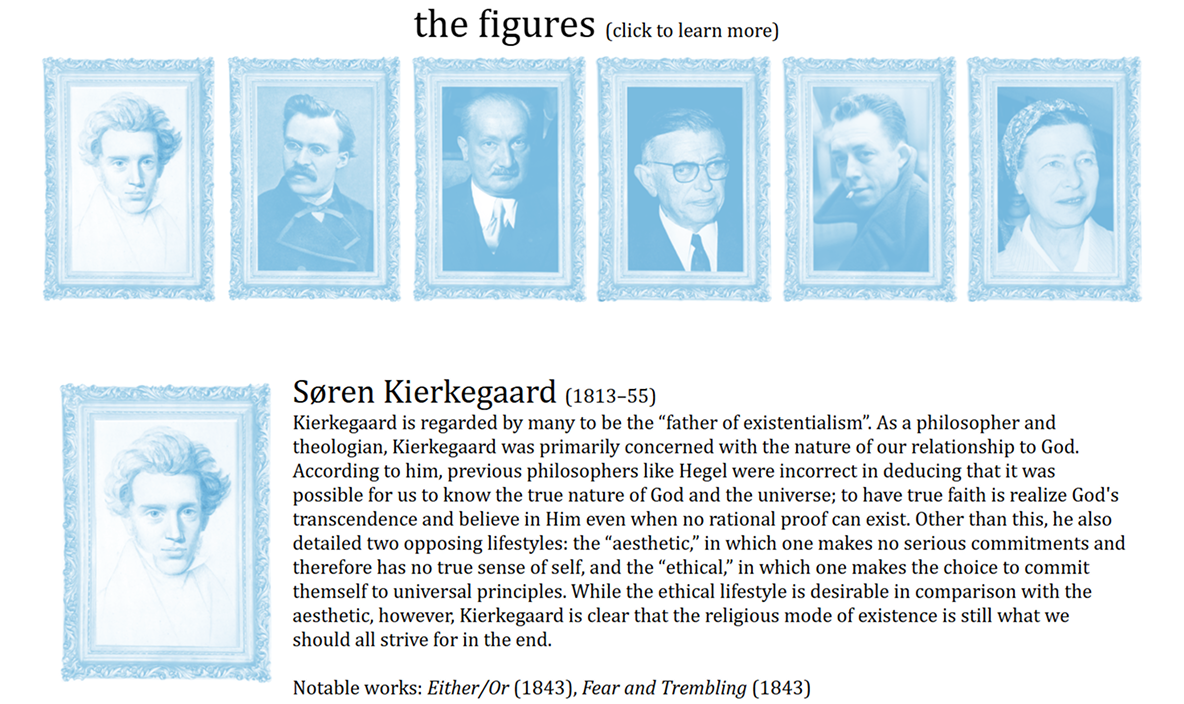 the figures (click to learn more)
Søren Kierkegaard (1813–55)
Kierkegaard is regarded by many to be the “father of existentialism”. As a philosopher and
theologian, Kierkegaard was primarily concerned with the nature of our relationship to God.
According to him, previous philosophers like Hegel were incorrect in deducing that it was
possible for us to know the true nature of God and the universe; to have true faith is realize God's
transcendence and believe in Him even when no rational proof can exist. Other than this, he also
detailed two opposing lifestyles: the “aesthetic,” in which one makes no serious commitments and
therefore has no true sense of self, and the “ethical,” in which one makes the choice to commit
themself to universal principles. While the ethical lifestyle is desirable in comparison with the
aesthetic, however, Kierkegaard is clear that the religious mode of existence is still what we
should all strive for in the end.
Notable works: Either/Or (1843), Fear and Trembling (1843)